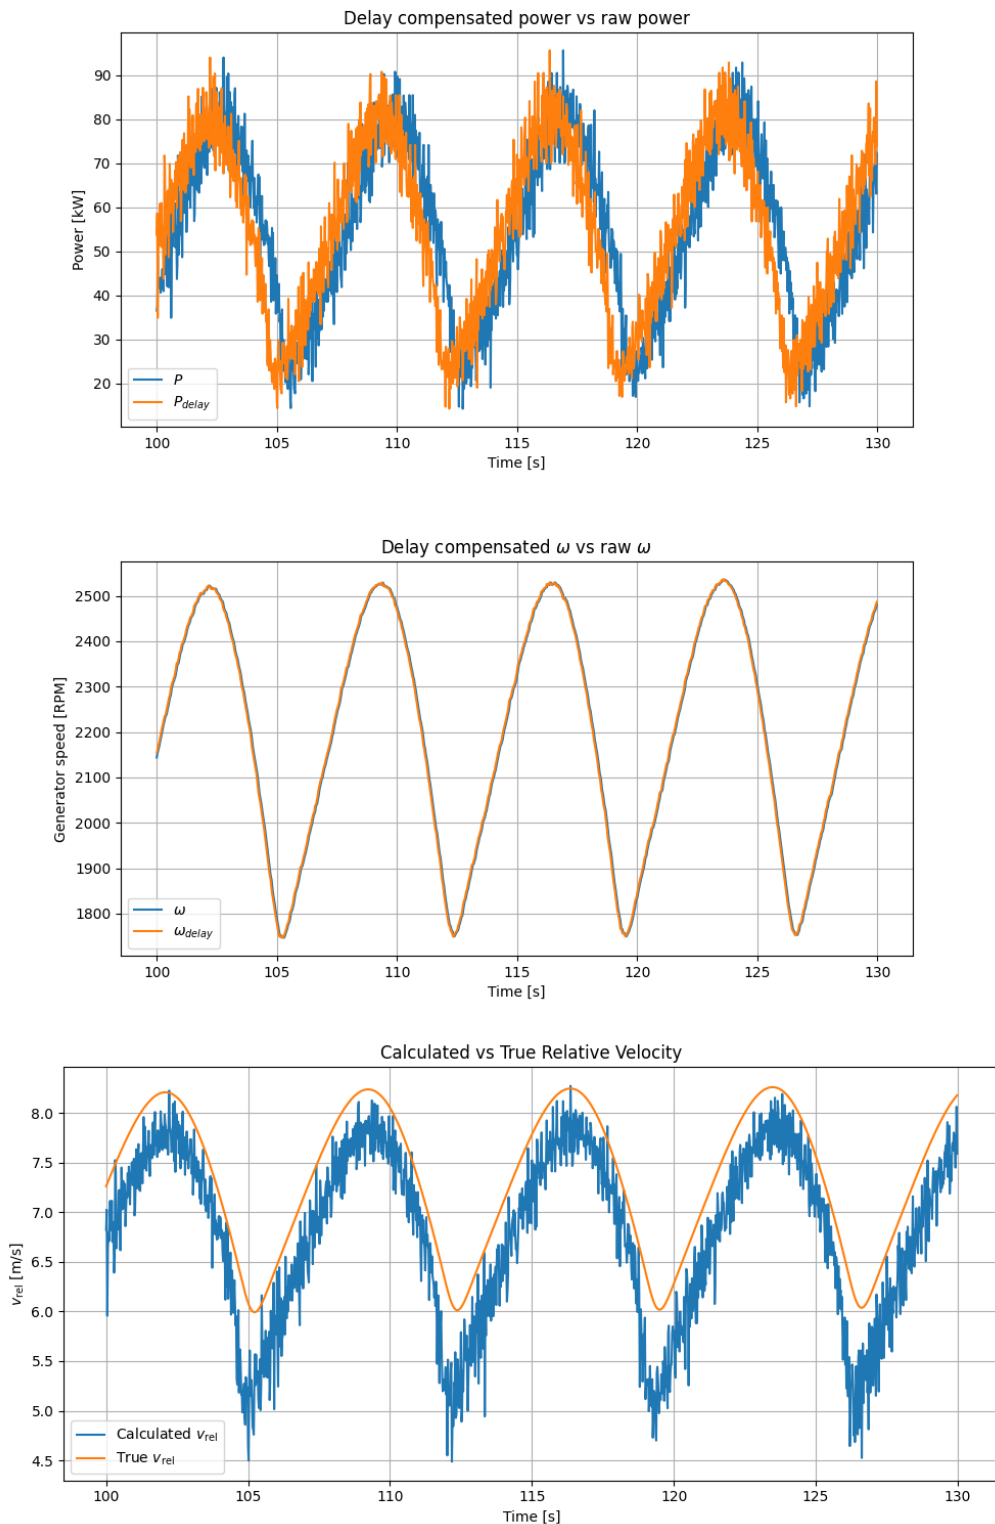 Delay compensated power vs raw power
Power [kW]
90
80
70
60
50
40
30
20
P
P_delay
100 105 110 115 120 125 130
Time [s]
Delay compensated ω vs raw ω
Generator speed [RPM]
2500
2400
2300
2200
2100
2000
1900
1800
ω
ω_delay
100 105 110 115 120 125 130
Time [s]
Calculated vs True Relative Velocity
v_rel [m/s]
8.0
7.5
7.0
6.5
6.0
5.5
5.0
4.5
Calculated v_rel
True v_rel
100 105 110 115 120 125 130
Time [s]